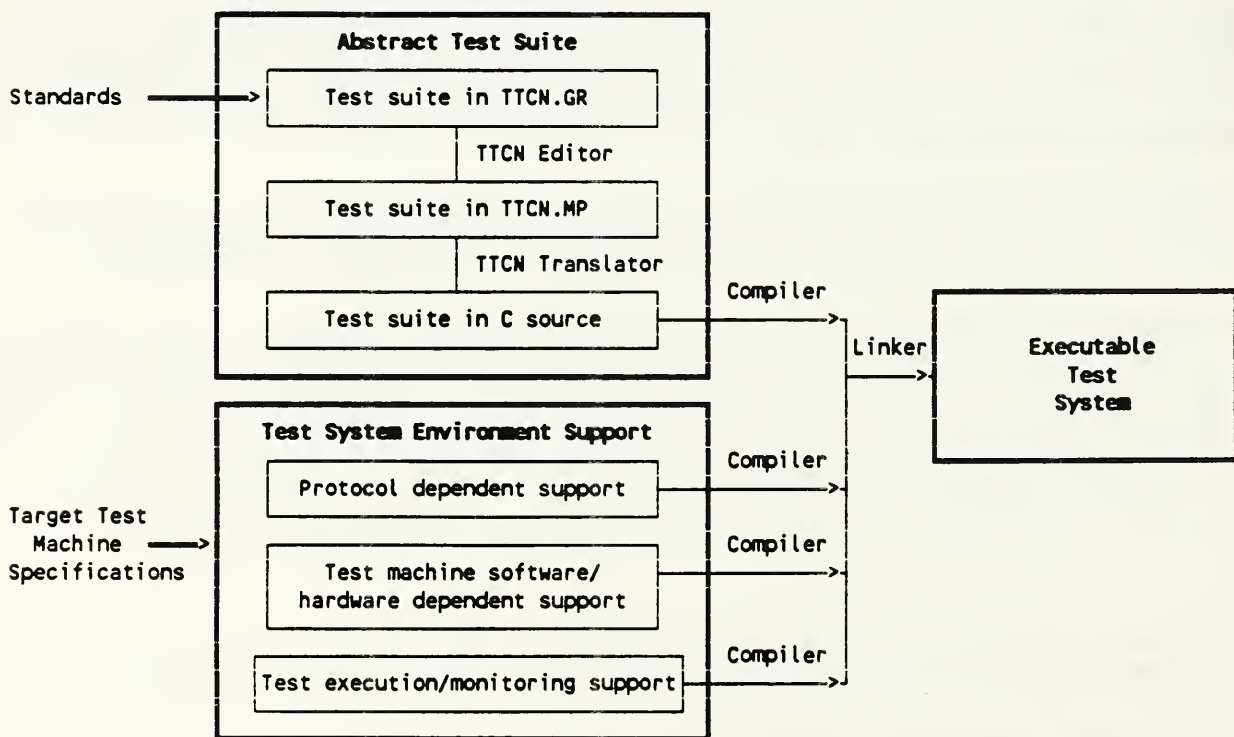 Abstract Test Suite
Standards
Test suite in TTCN.GR
TTCN Editor
Test suite in TTCN.MP
TTCN Translator
Test suite in C source
Compiler
Linker
Executable
Test
System
Test System Environment Support
Protocol dependent support
Compiler
Target Test
Machine
Specifications
Test machine software/
hardware dependent support
Compiler
Test execution/monitoring support
Compiler